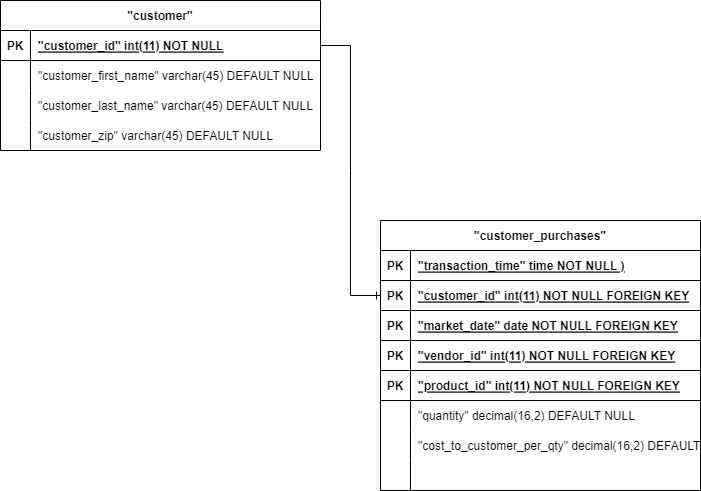 "customer"
PK "customer_id" int(11) NOT NULL
"customer_first_name" varchar(45) DEFAULT NULL
"customer_last_name" varchar(45) DEFAULT NULL
"customer_zip" varchar(45) DEFAULT NULL
"customer_purchases"
PK "transaction_time" time NOT NULL )
PK "customer_id" int(11) NOT NULL FOREIGN KEY
PK "market_date" date NOT NULL FOREIGN KEY
PK "vendor_id" int(11) NOT NULL FOREIGN KEY
PK "product_id" int(11) NOT NULL FOREIGN KEY
"quantity" decimal(16,2) DEFAULT NULL
"cost_to_customer_per_qty" decimal(16,2) DEFAULT